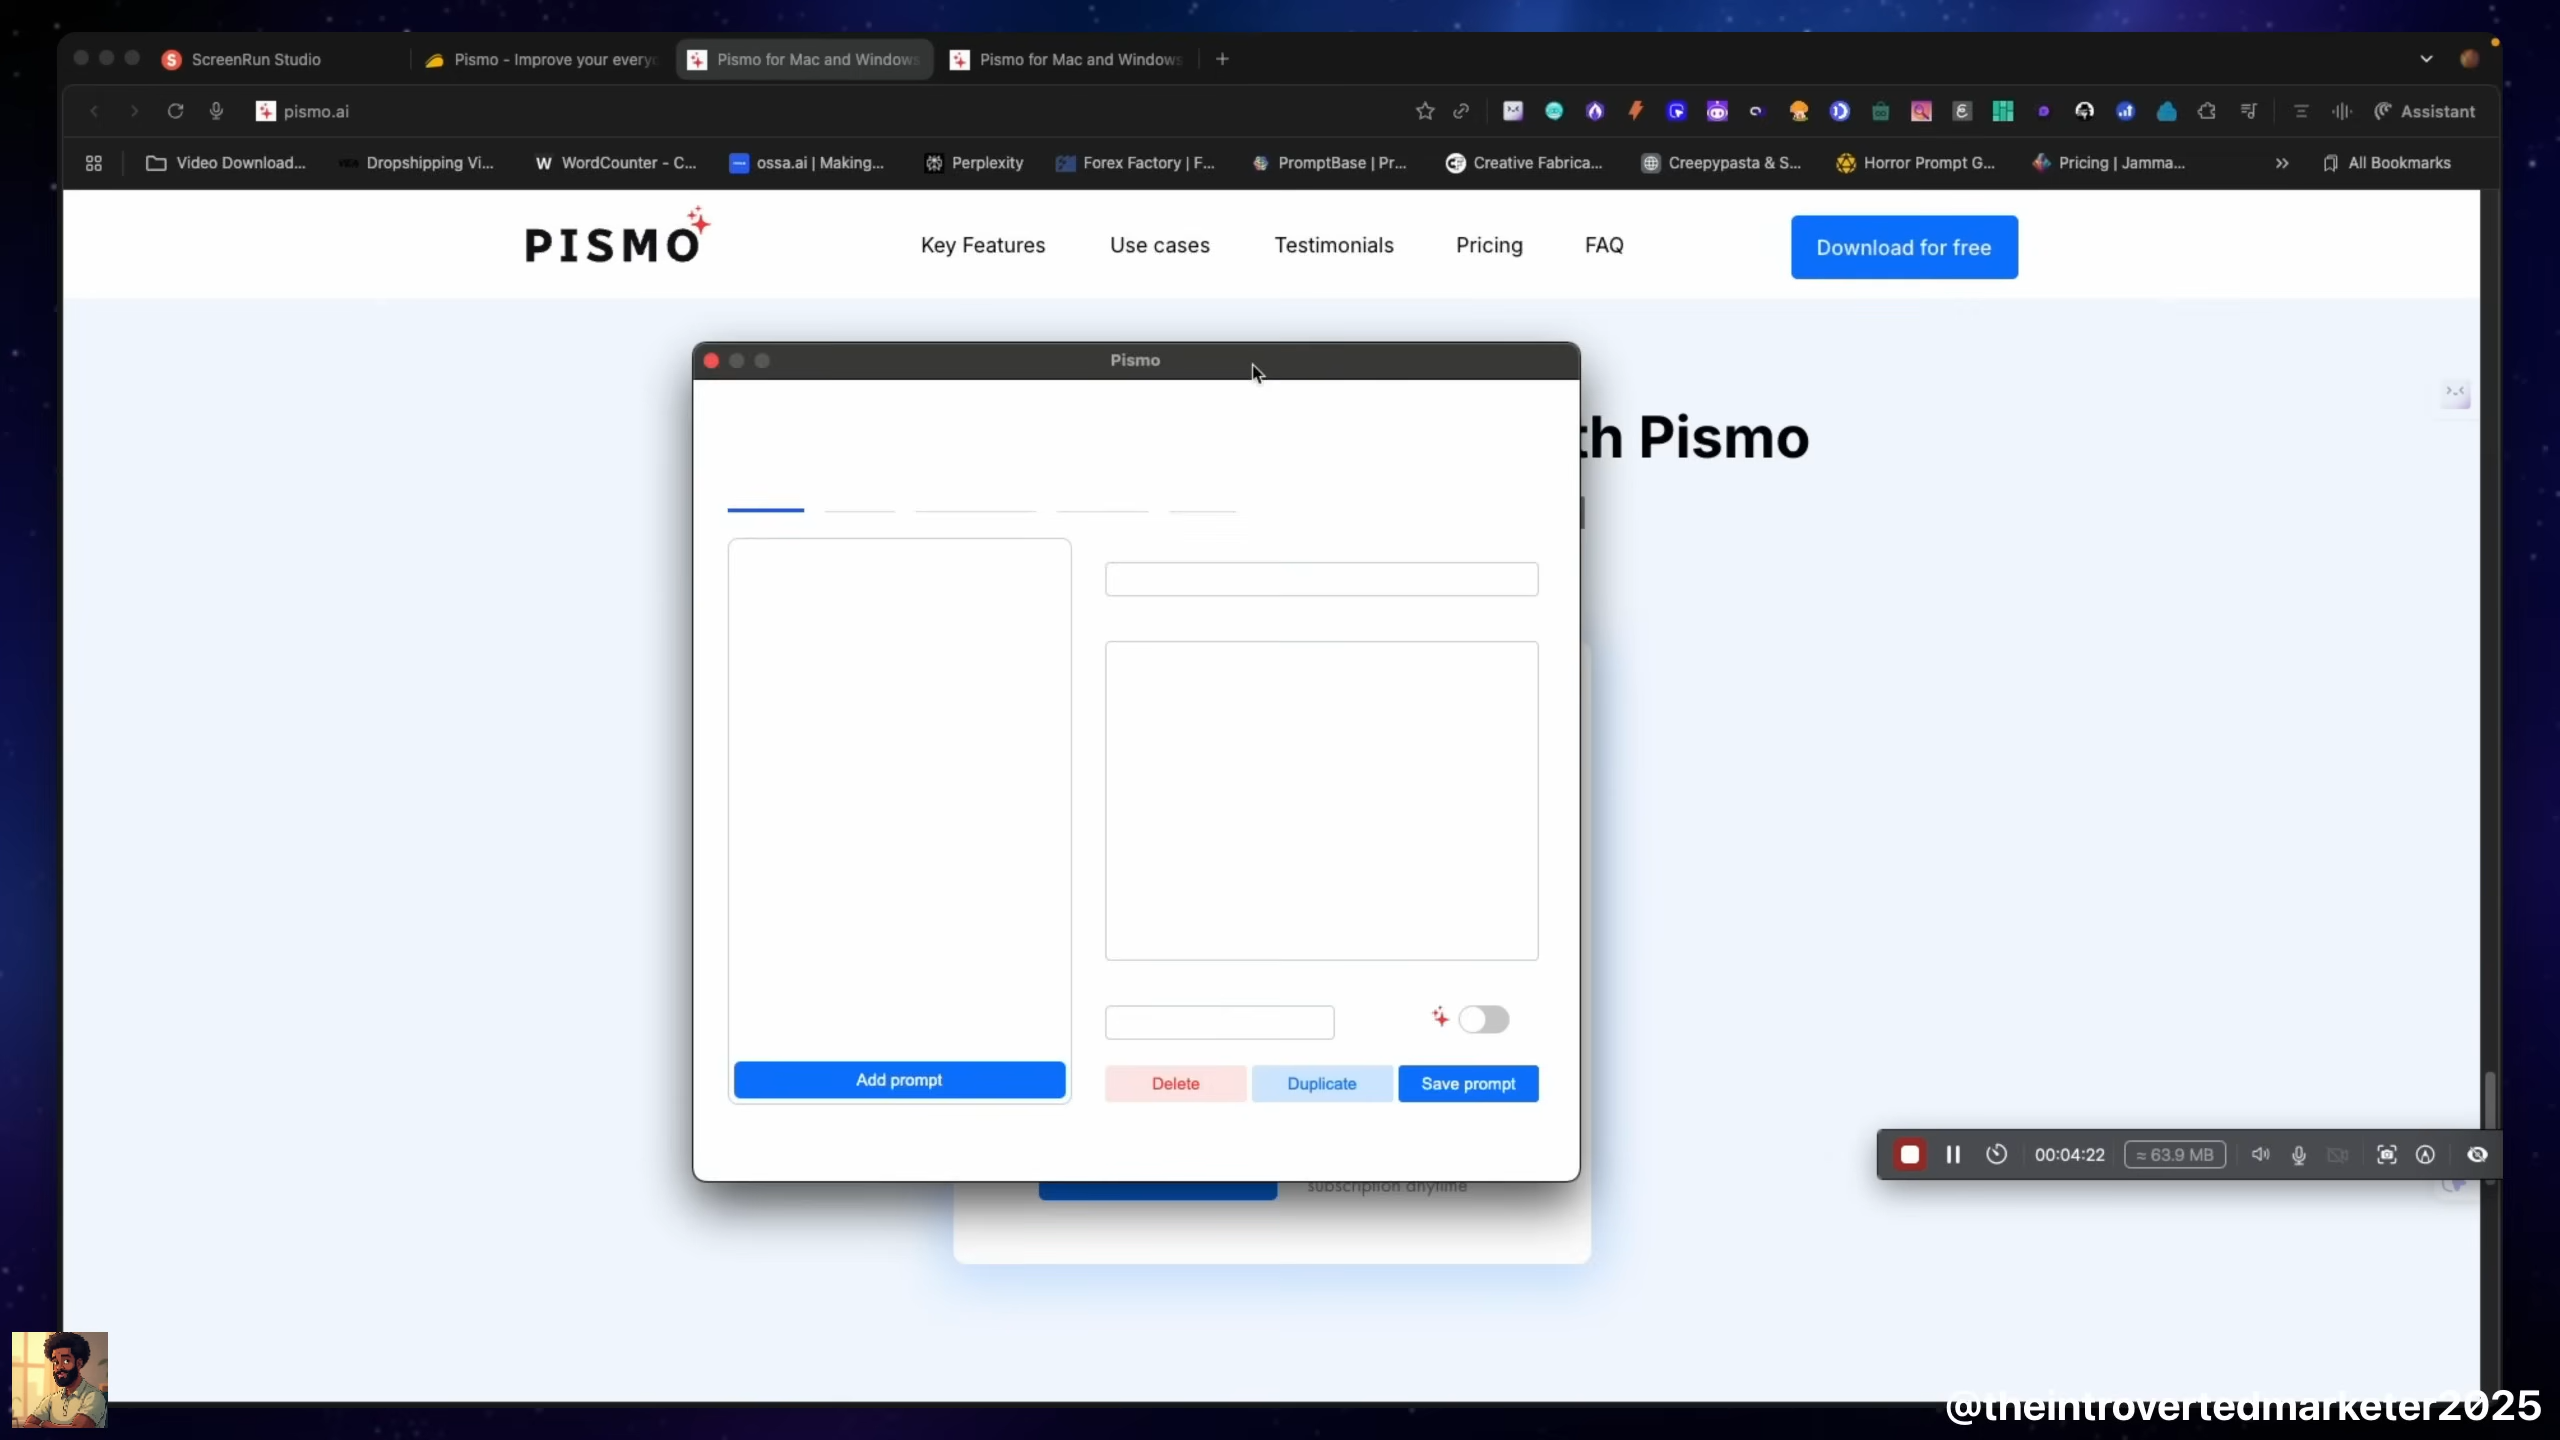 ScreenRun Studio
Pismo - Improve your every
Pismo for Mac and Windows
Pismo for Mac and Windows
pismo.ai
Assistant
Video Download...
Dropshipping Vi...
WordCounter - C...
ossa.ai | Making...
Perplexity
Forex Factory | F...
PromptBase | Pr...
Creative Fabrica...
Creepypasta & S...
Horror Prompt G...
Pricing | Jamma...
All Bookmarks
PISMO
Key Features
Use cases
Testimonials
Pricing
FAQ
Download for free
Pismo
th Pismo
Add prompt
Delete
Duplicate
Save prompt
subscription anytime
00:04:22
≈ 63.9 MB
@theintrovertedmarketer2025